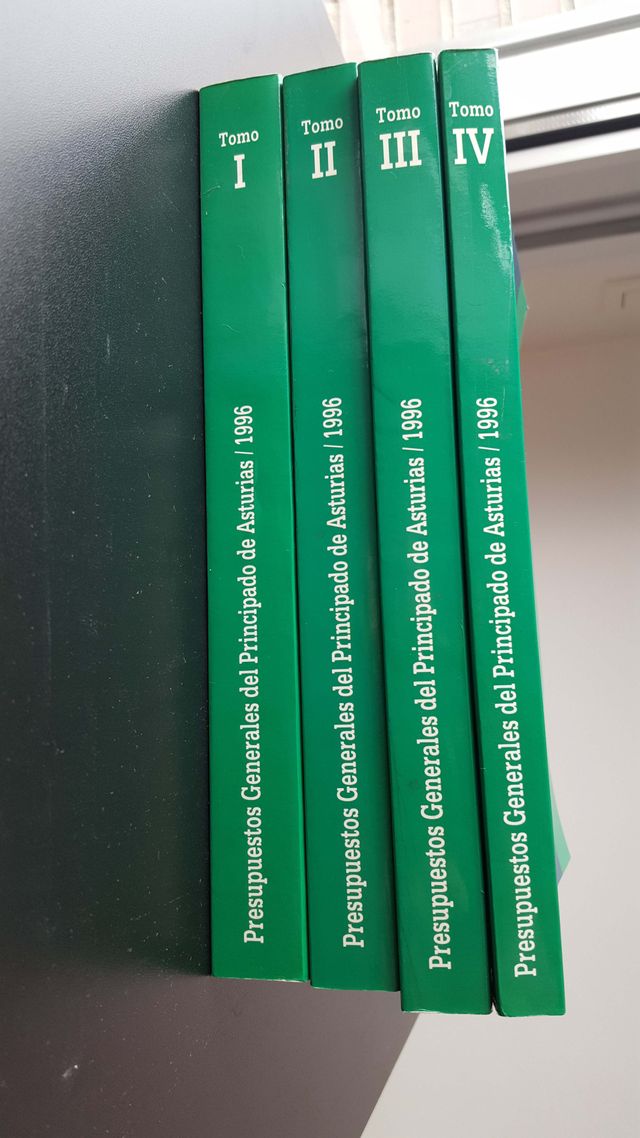 Tomo
I
Presupuestos Generales del Principado de Asturias / 1996
Tomo
II
Presupuestos Generales del Principado de Asturias / 1996
Tomo
III
Presupuestos Generales del Principado de Asturias / 1996
Tomo
IV
Presupuestos Generales del Principado de Asturias / 1996